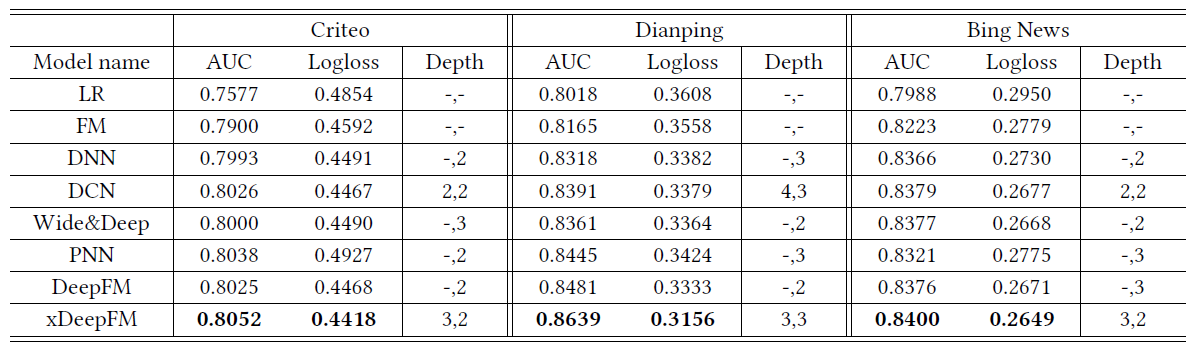 Criteo Dianping Bing News
Model name AUC Logloss Depth AUC Logloss Depth AUC Logloss Depth
LR 0.7577 0.4854 -,- 0.8018 0.3608 -,- 0.7988 0.2950 -,-
FM 0.7900 0.4592 -,- 0.8165 0.3558 -,- 0.8223 0.2779 -,-
DNN 0.7993 0.4491 -,2 0.8318 0.3382 -,3 0.8366 0.2730 -,2
DCN 0.8026 0.4467 2,2 0.8391 0.3379 4,3 0.8379 0.2677 2,2
Wide&Deep 0.8000 0.4490 -,3 0.8361 0.3364 -,2 0.8377 0.2668 -,2
PNN 0.8038 0.4927 -,2 0.8445 0.3424 -,3 0.8321 0.2775 -,3
DeepFM 0.8025 0.4468 -,2 0.8481 0.3333 -,2 0.8376 0.2671 -,3
xDeepFM 0.8052 0.4418 3,2 0.8639 0.3156 3,3 0.8400 0.2649 3,2